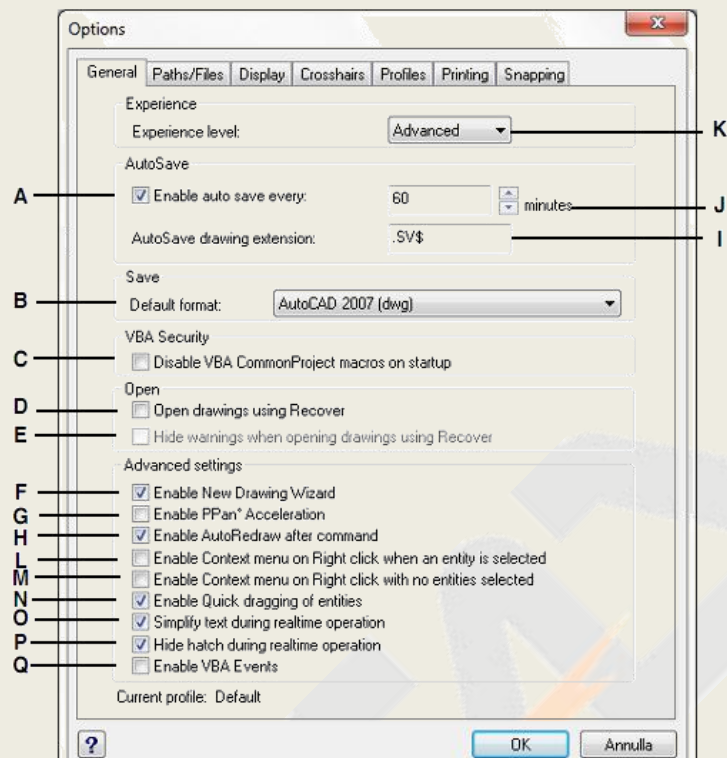 Options
General Paths/Files Display Crosshairs Profiles Printing Snapping
Experience
Experience level: Advanced K
AutoSave
A Enable auto save every: 60 minutes J
AutoSave drawing extension: .SV$ I
Save
B Default format: AutoCAD 2007 (dwg)
VBA Security
C Disable VBA CommonProject macros on startup
Open
D Open drawings using Recover
E Hide warnings when opening drawings using Recover
Advanced settings
F Enable New Drawing Wizard
G Enable PPan* Acceleration
H Enable AutoRedraw after command
L Enable Context menu on Right click when an entity is selected
M Enable Context menu on Right click with no entities selected
N Enable Quick dragging of entities
O Simplify text during realtime operation
P Hide hatch during realtime operation
Q Enable VBA Events
Current profile: Default
? OK Annulla